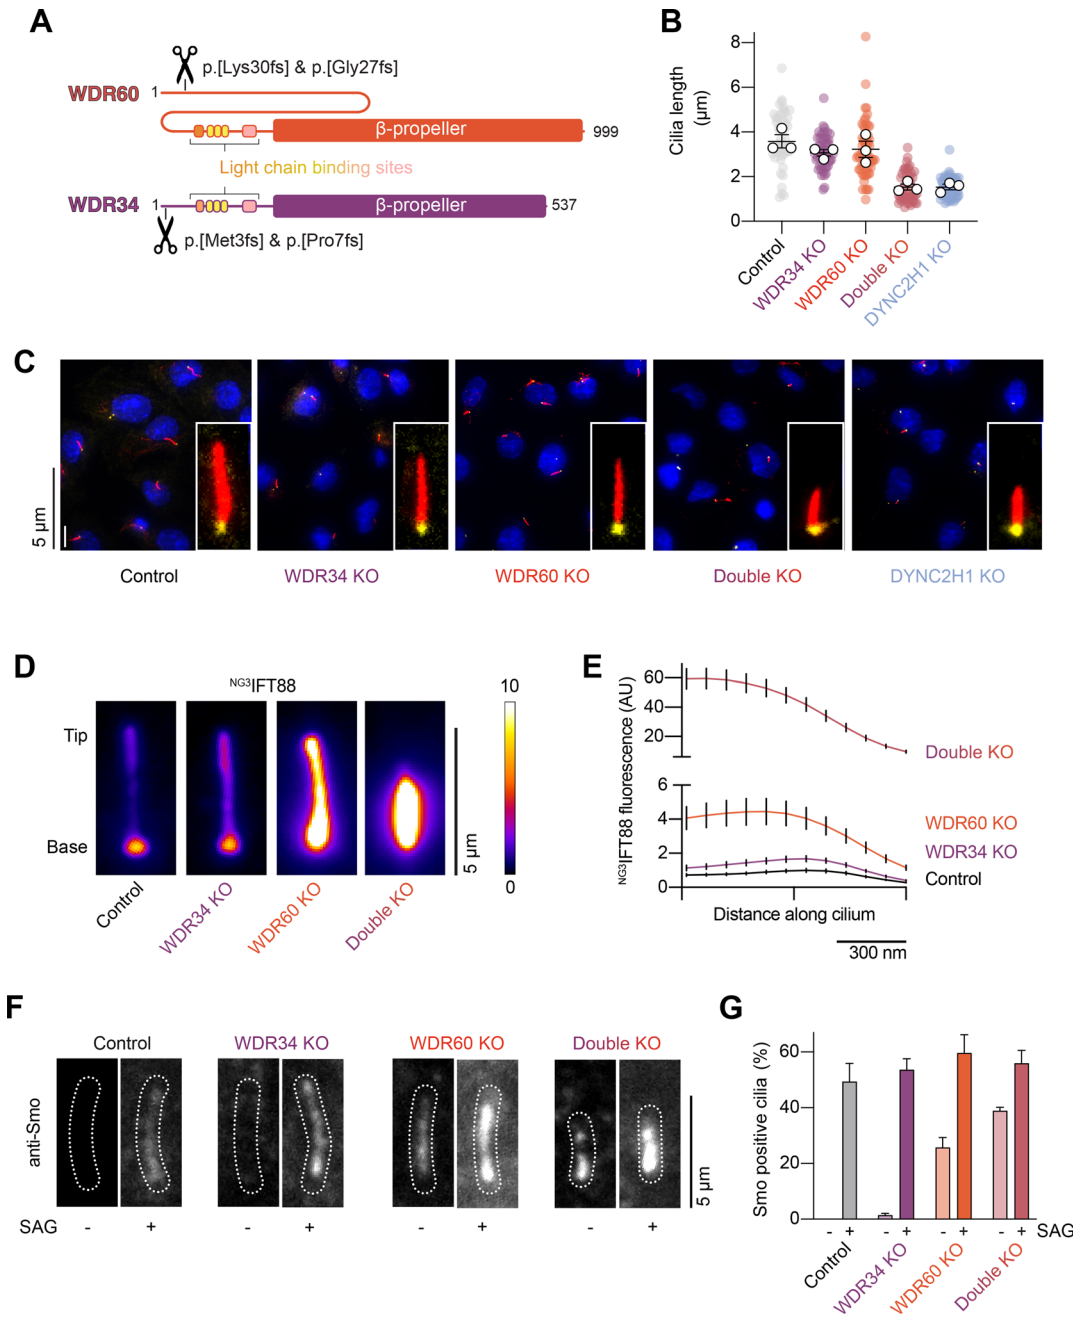 A
p.[Lys30fs] & p.[Gly27fs]
WDR60 1
β-propeller 999
Light chain binding sites
WDR34 1 β-propeller 537
p.[Met3fs] & p.[Pro7fs]
B
Cilia length
(μm)
8
6
4
2
0
Control
WDR34 KO
WDR60 KO
Double KO
DYNC2H1 KO
C
5 μm
Control
WDR34 KO
WDR60 KO
Double KO
DYNC2H1 KO
D
NG3IFT88
Tip
Base
10
0
5 μm
Control
WDR34 KO
WDR60 KO
Double KO
E
NG3IFT88 fluorescence (AU)
60
40
20
6
4
2
0
Double KO
WDR60 KO
WDR34 KO
Control
Distance along cilium
300 nm
F
Control
WDR34 KO
WDR60 KO
Double KO
anti-Smo
5 μm
SAG - + - + - + - +
G
Smo positive cilia (%)
60
40
20
0
- + - + - + - + SAG
Control
WDR34 KO
WDR60 KO
Double KO